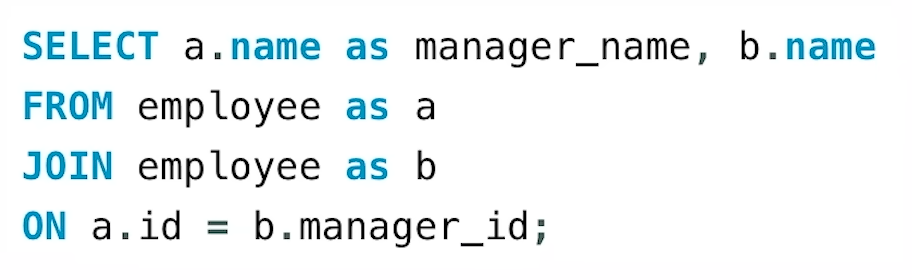 SELECT a.name as manager_name, b.name
FROM employee as a
JOIN employee as b
ON a.id = b.manager_id;